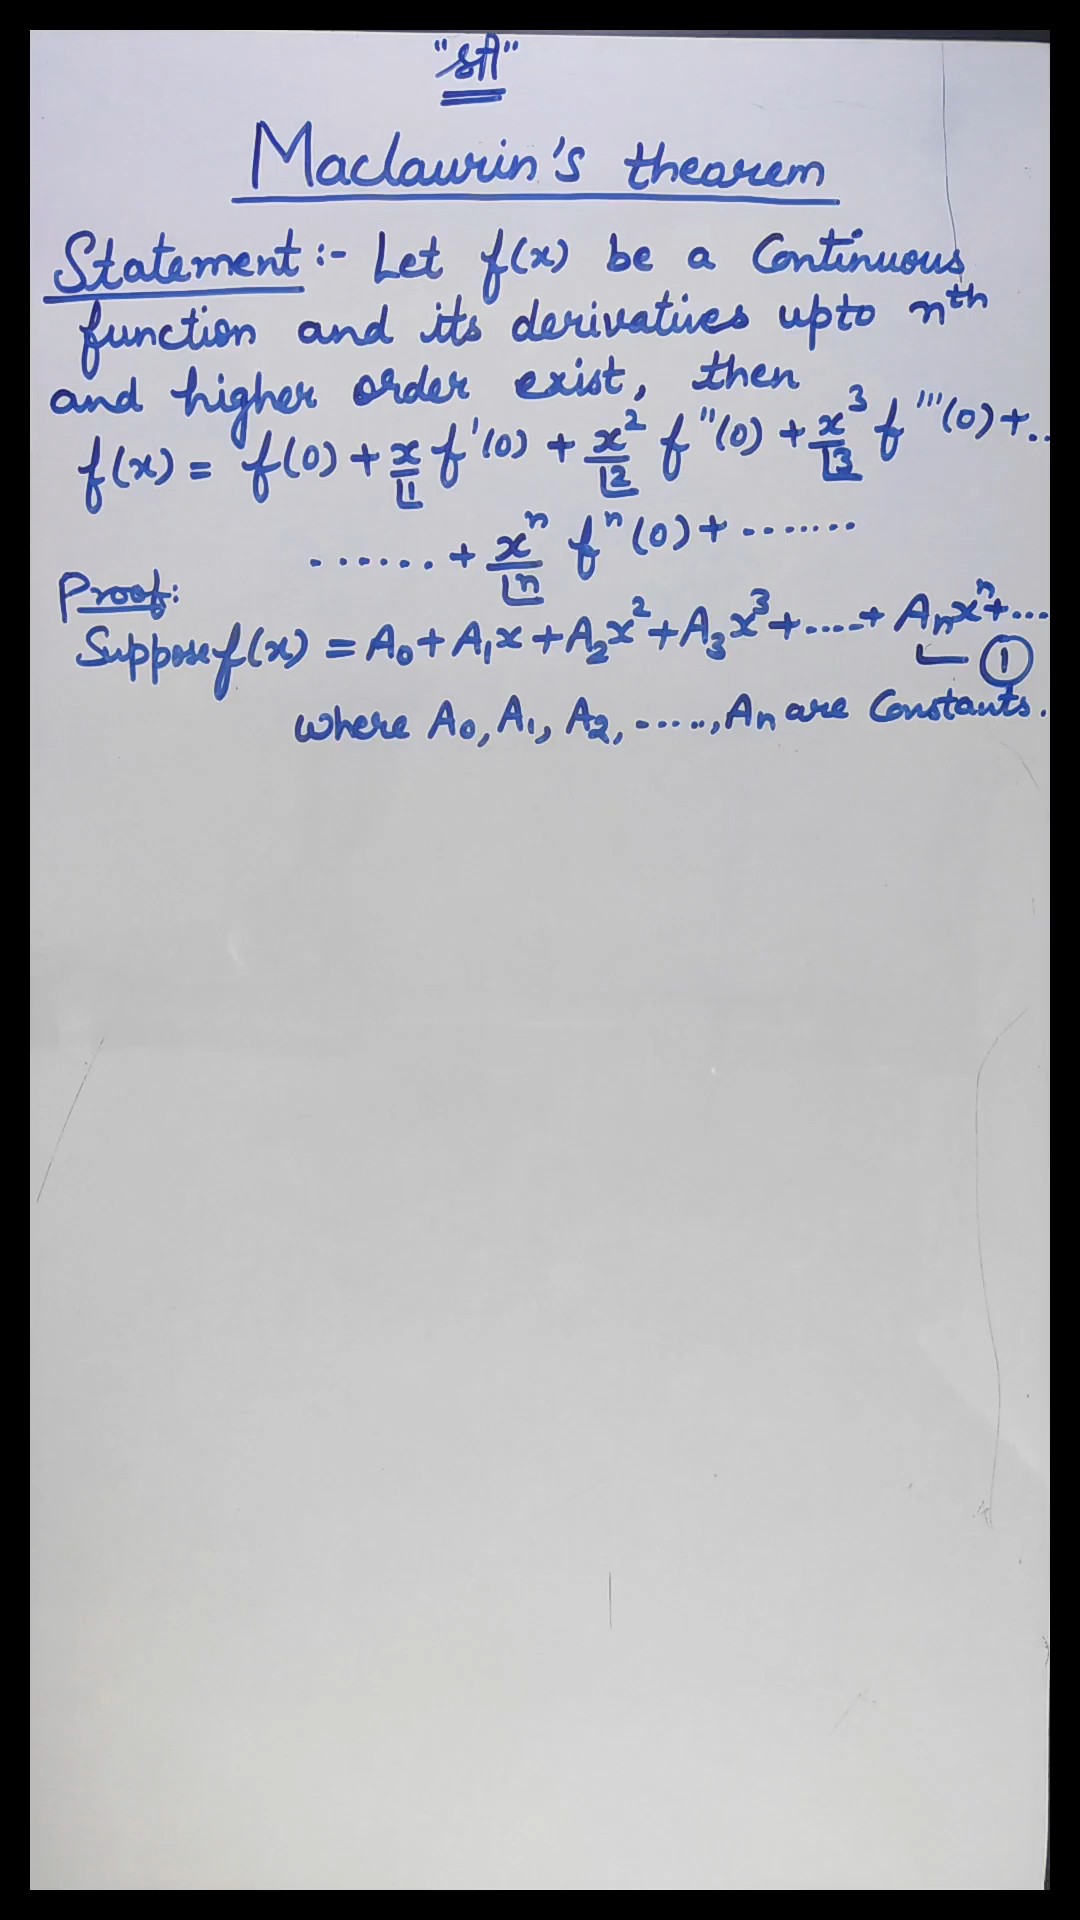 "श्री"
Maclaurin's thearem
Statement :- Let f(x) be a Continuous
function and its derivatives upto nᵗʰ
and higher order exist, then
f(x) = f(0) + x/⌊1 f'(0) + x²/⌊2 f''(0) + x³/⌊3 f'''(0) + ..
...... + xⁿ/⌊n fⁿ(0) + .......
Proof:
Suppose f(x) = A₀ + A₁x + A₂x² + A₃x³ + ....+ Aₙxⁿ + .... ①
where A₀, A₁, A₂, ....., Aₙ are Constants.